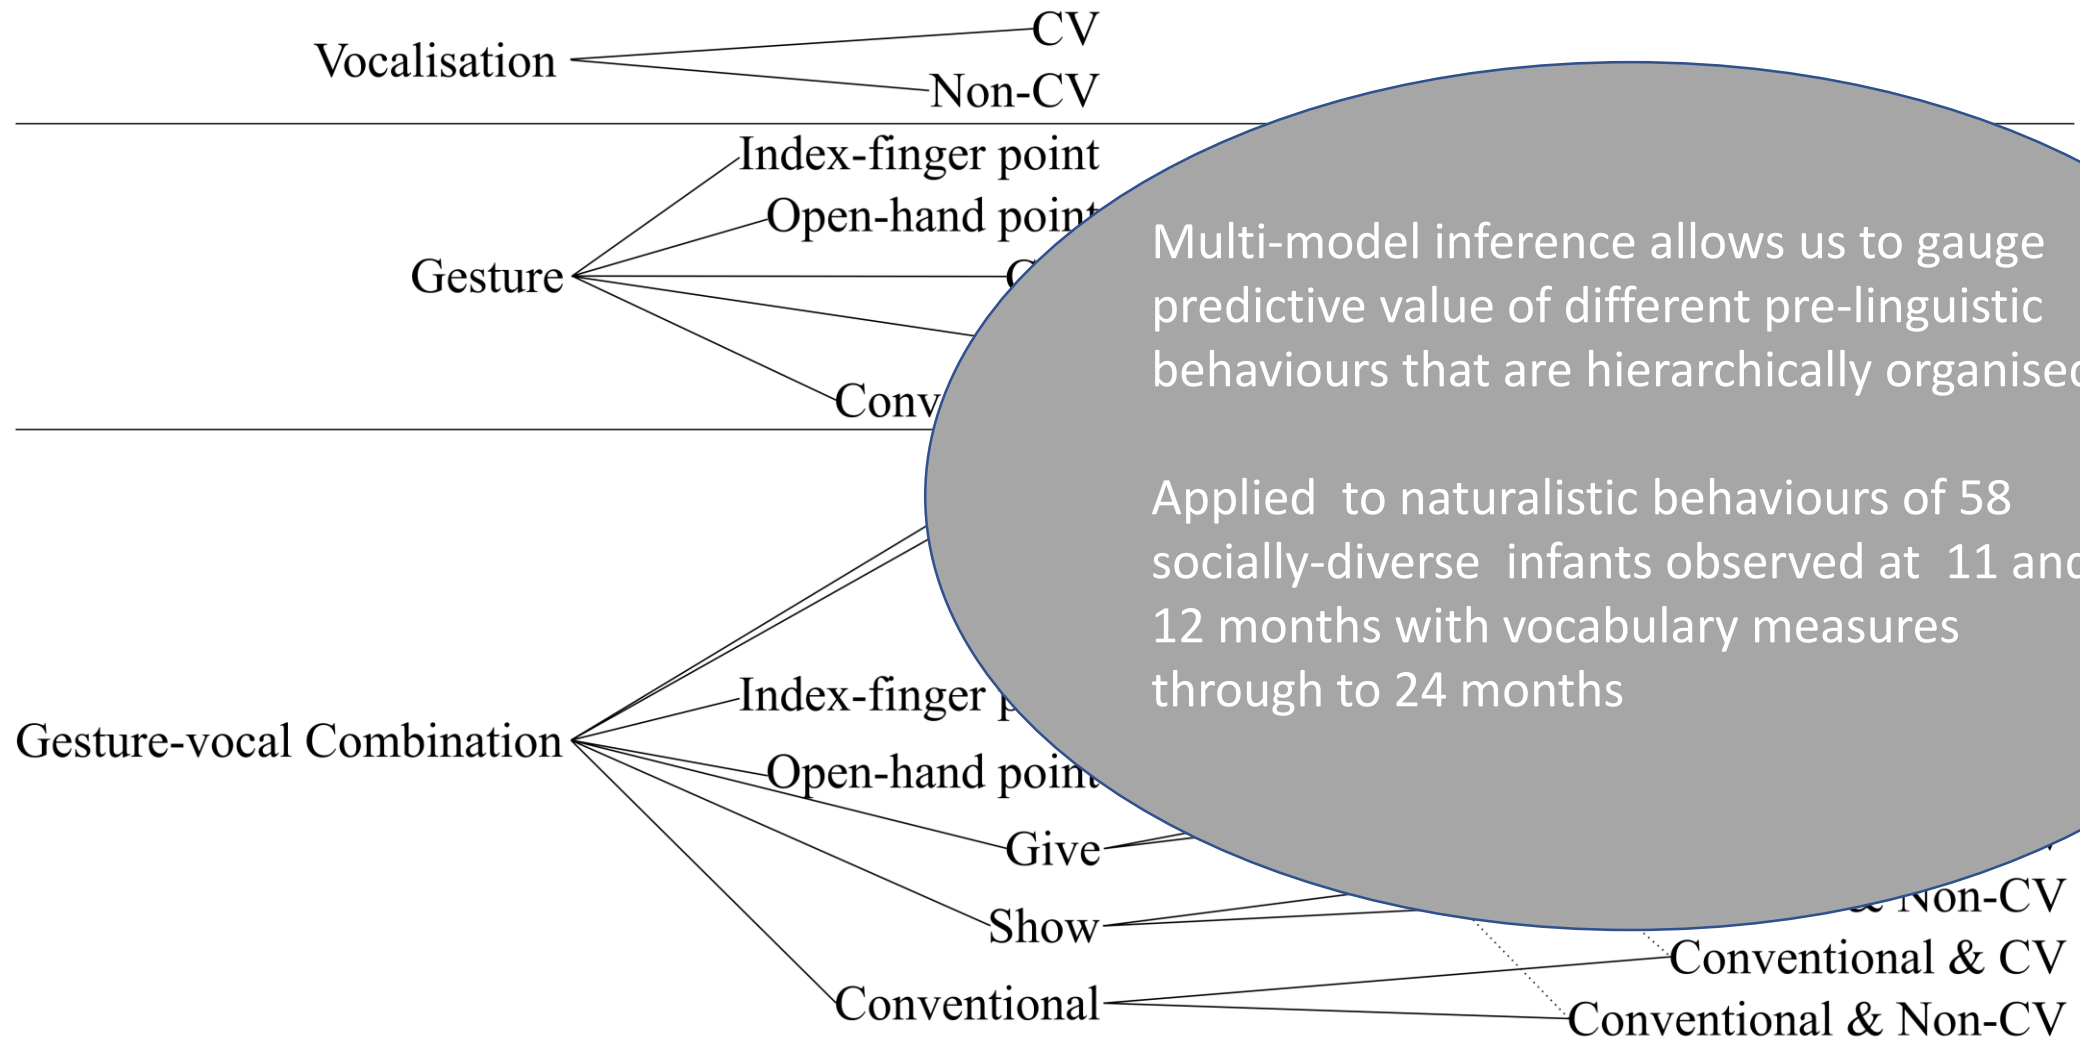 CV
Vocalisation
Non-CV
Index-finger point
Open-hand point
Gesture
Multi-model inference allows us to gauge
predictive value of different pre-linguistic
behaviours that are hierarchically organised
Applied to naturalistic behaviours of 58
socially-diverse infants observed at 11 and
12 months with vocabulary measures
through to 24 months
Index-finger
Gesture-vocal Combination
Open-hand point
Give
Show
& Non-CV
Conventional & CV
Conventional
Conventional & Non-CV